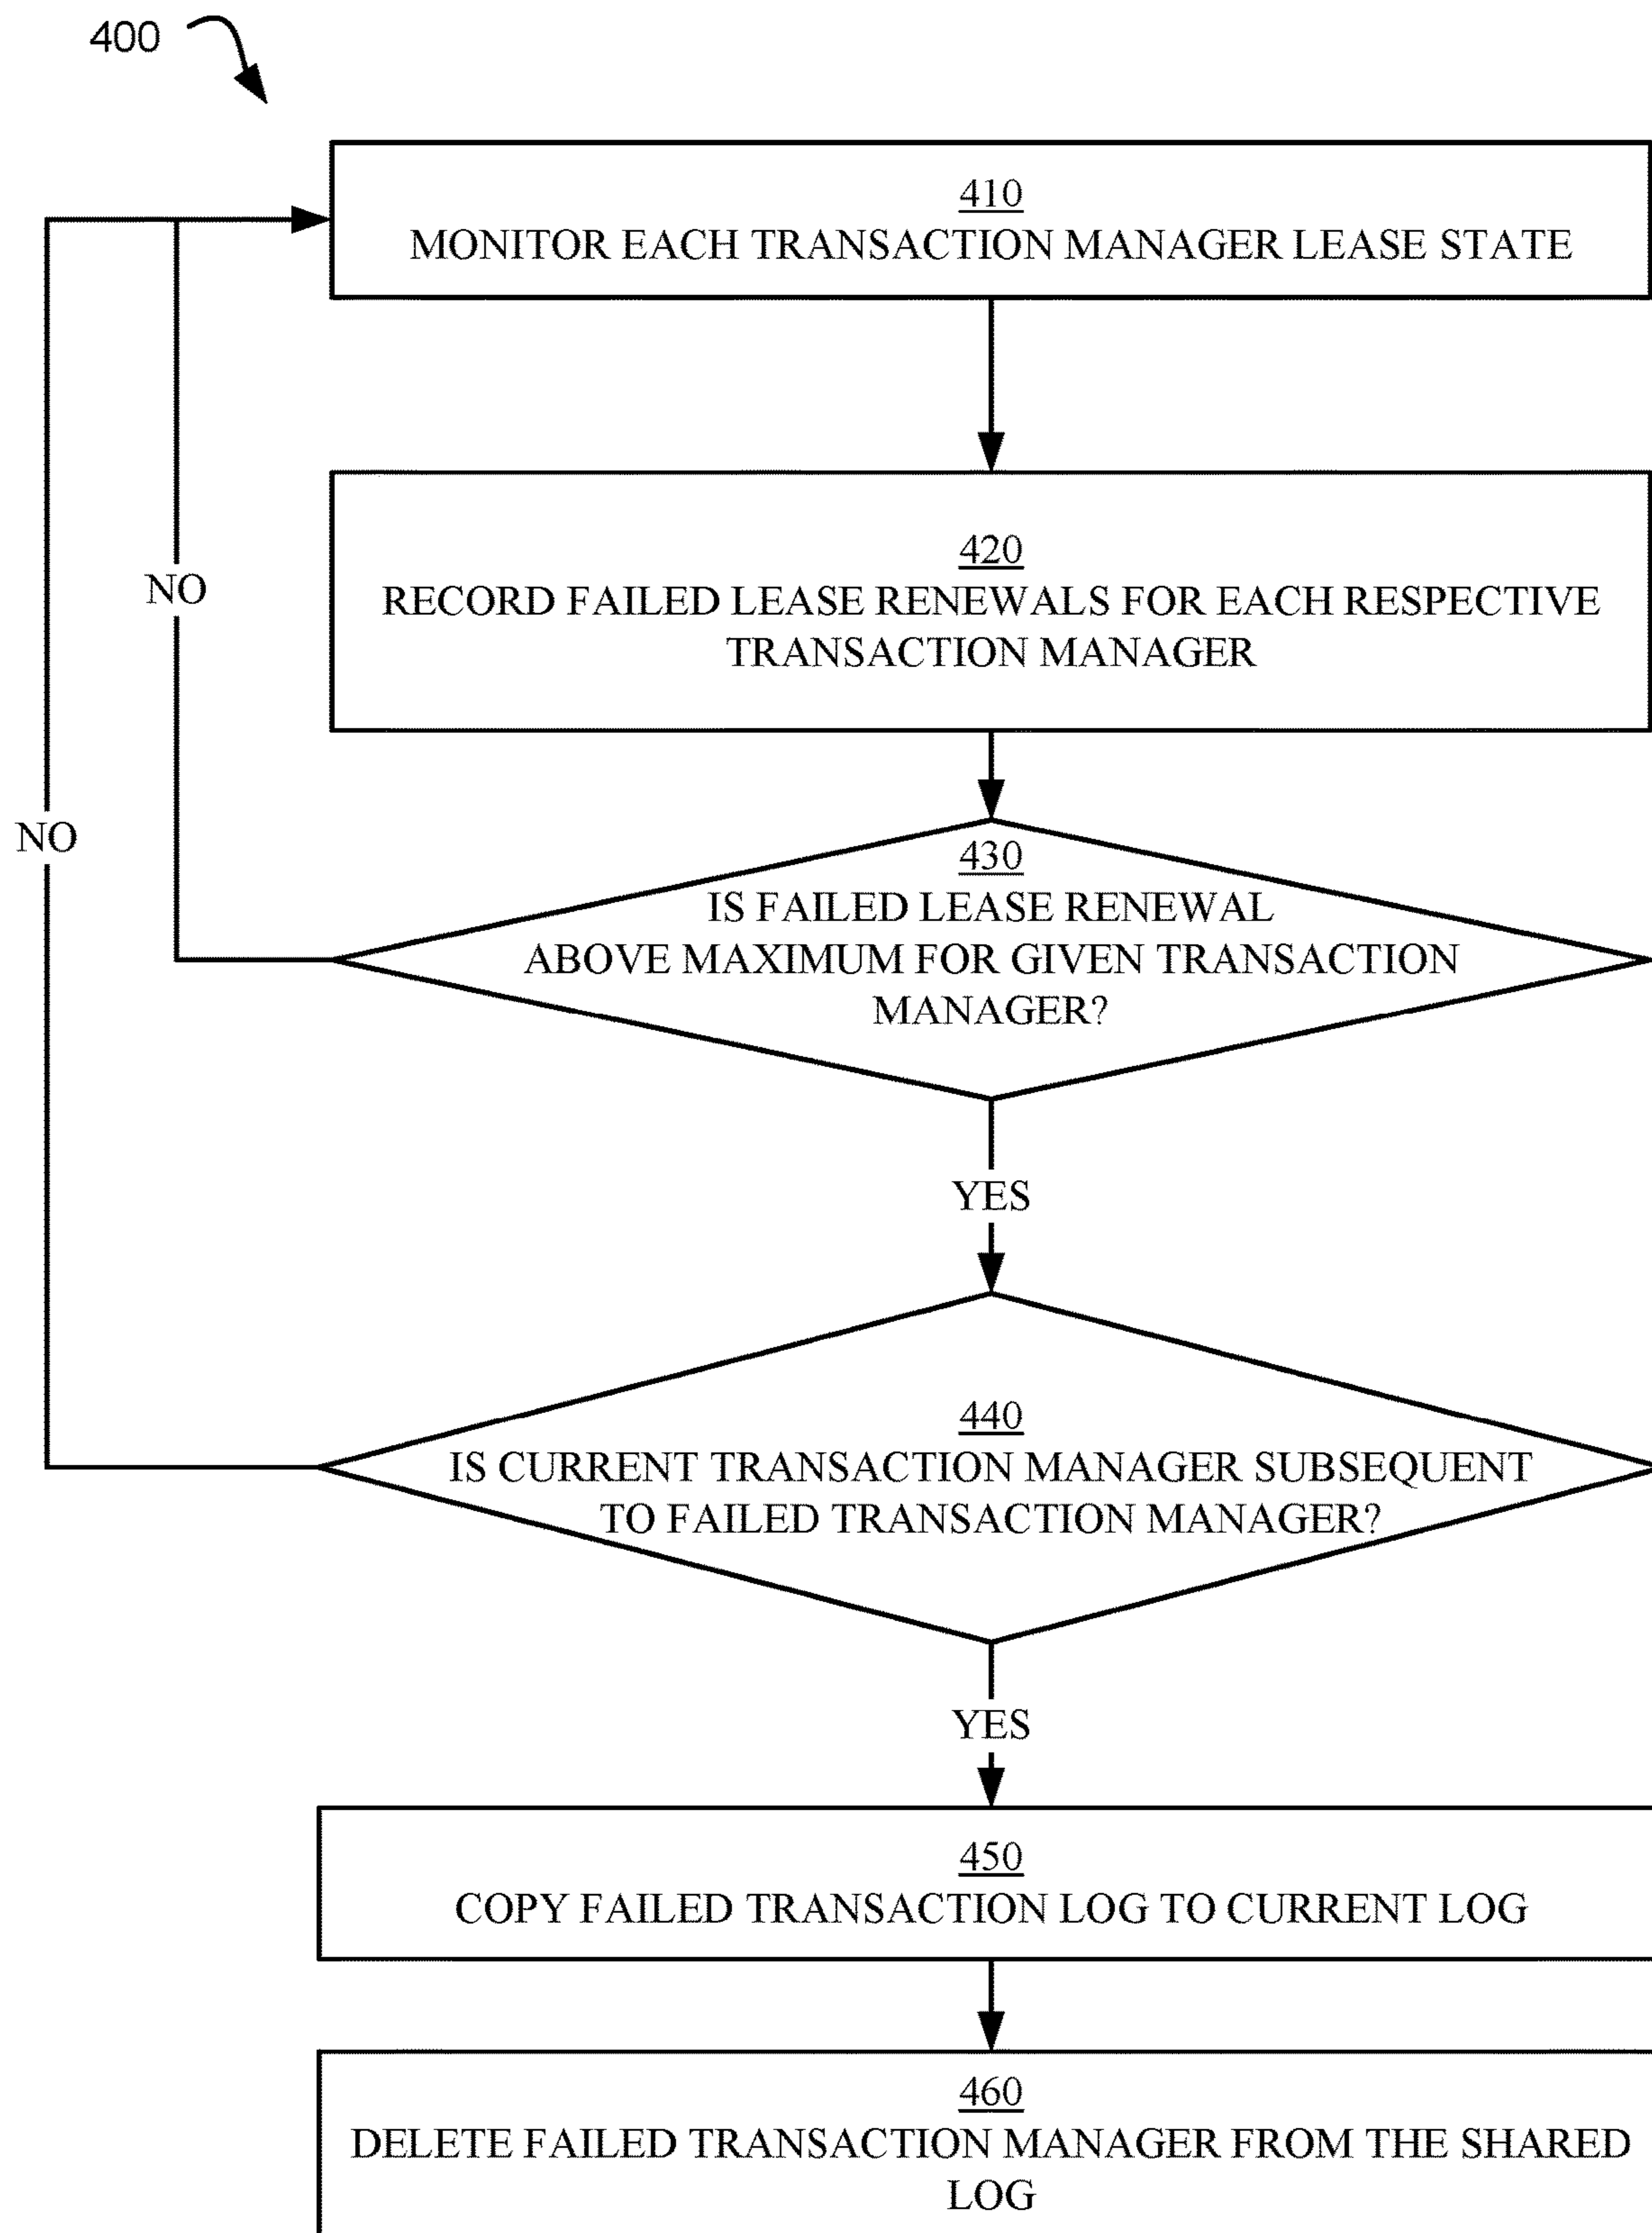 400
410
MONITOR EACH TRANSACTION MANAGER LEASE STATE
420
RECORD FAILED LEASE RENEWALS FOR EACH RESPECTIVE
TRANSACTION MANAGER
NO
NO
430
IS FAILED LEASE RENEWAL
ABOVE MAXIMUM FOR GIVEN TRANSACTION
MANAGER?
YES
440
IS CURRENT TRANSACTION MANAGER SUBSEQUENT
TO FAILED TRANSACTION MANAGER?
YES
450
COPY FAILED TRANSACTION LOG TO CURRENT LOG
460
DELETE FAILED TRANSACTION MANAGER FROM THE SHARED
LOG